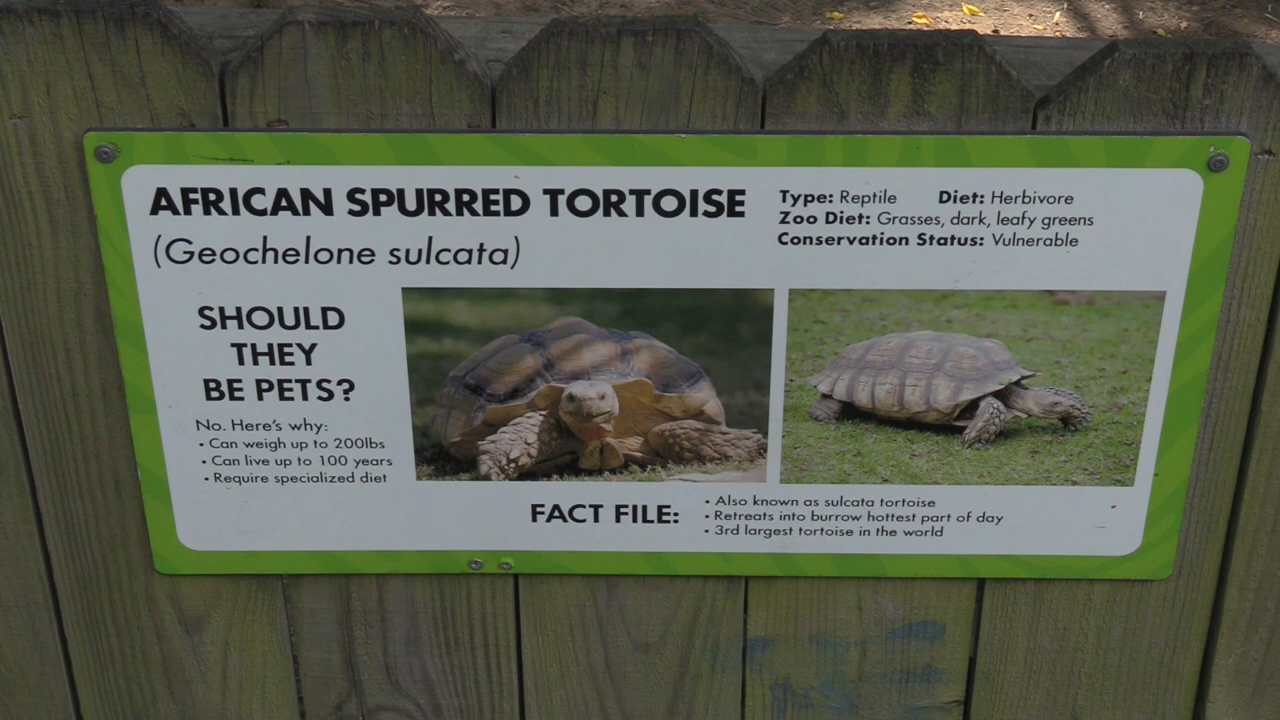 AFRICAN SPURRED TORTOISE
(Geochelone sulcata)
Type: Reptile Diet: Herbivore
Zoo Diet: Grasses, dark, leafy greens
Conservation Status: Vulnerable
SHOULD
THEY
BE PETS?
No. Here's why:
• Can weigh up to 200lbs
• Can live up to 100 years
• Require specialized diet
FACT FILE:
• Also known as sulcata tortoise
• Retreats into burrow hottest part of day
• 3rd largest tortoise in the world